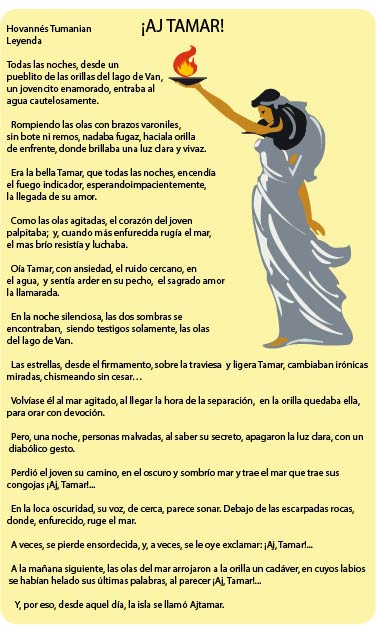 Hovannés Tumanian
¡AJ TAMAR!
Leyenda
Todas las noches, desde un
pueblito de las orillas del lago de Van,
un jovencito enamorado, entraba al
agua cautelosamente.
Rompiendo las olas con brazos varoniles,
sin bote ni remos, nadaba fugaz, haciala orilla
de enfrente, donde brillaba una luz clara y vivaz.
Era la bella Tamar, que todas las noches, encendía
el fuego indicador, esperandoimpacientemente,
la llegada de su amor.
Como las olas agitadas, el corazón del joven
palpitaba; y, cuando más enfurecida rugía el mar,
el mas brío resistía y luchaba.
Oía Tamar, con ansiedad, el ruido cercano, en
el agua, y sentía arder en su pecho, el sagrado amor
la llamarada.
En la noche silenciosa, las dos sombras se
encontraban, siendo testigos solamente, las olas
del lago de Van.
Las estrellas, desde el firmamento, sobre la traviesa y ligera Tamar, cambiaban irónicas
miradas, chismeando sin cesar...
Volvíase él al mar agitado, al llegar la hora de la separación, en la orilla quedaba ella,
para orar con devoción.
Pero, una noche, personas malvadas, al saber su secreto, apagaron la luz clara, con un
diabólico gesto.
Perdió el joven su camino, en el oscuro y sombrío mar y trae el mar que trae sus
congojas ¡Aj, Tamar!...
En la loca oscuridad, su voz, de cerca, parece sonar. Debajo de las escarpadas rocas,
donde, enfurecido, ruge el mar.
A veces, se pierde ensordecida, y, a veces, se le oye exclamar: ¡Aj, Tamar!...
A la mañana siguiente, las olas del mar arrojaron a la orilla un cadáver, en cuyos labios
se habían helado sus últimas palabras, al parecer ¡Aj, Tamar!...
Y, por eso, desde aquel día, la isla se llamó Ajtamar.